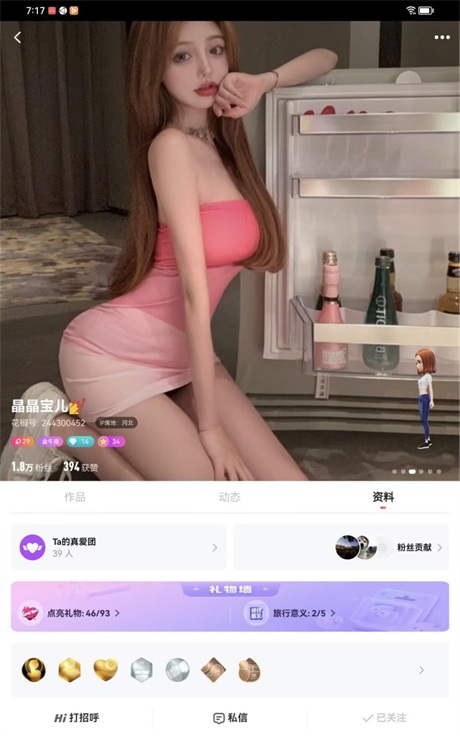 7:17
晶晶宝儿
花椒号: 244300452 IP属地: 河北
29 金牛座 14 34
1.8万 粉丝 394 获赞
作品 动态 资料
Ta的真爱团
39 人
粉丝贡献
礼物墙
点亮礼物: 46/93 旅行意义: 2/5
Hi 打招呼 私信 已关注